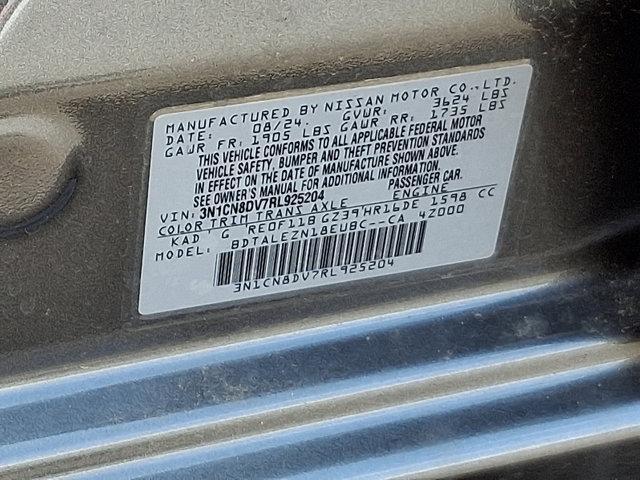 MANUFACTURED BY NISSAN MOTOR CO.,LTD.
DATE: 08/24. GVWR: 3624 LBS
GAWR FR: 1905 LBS GAWR RR: 1735 LBS
THIS VEHICLE CONFORMS TO ALL APPLICABLE FEDERAL MOTOR
VEHICLE SAFETY, BUMPER AND THEFT PREVENTION STANDARDS
IN EFFECT ON THE DATE OF MANUFACTURE SHOWN ABOVE.
SEE OWNER'S MANUAL FOR ADDITIONAL INFORMATION.
VIN: 3N1CN8DV7RL925204 PASSENGER CAR.
COLOR TRIM TRANS AXLE ENGINE
KAD G RE0F11B GZ39 HR16DE 1598 CC
MODEL: BDTALEZN18EU8C--CA 4Z000
3N1CN8DV7RL925204